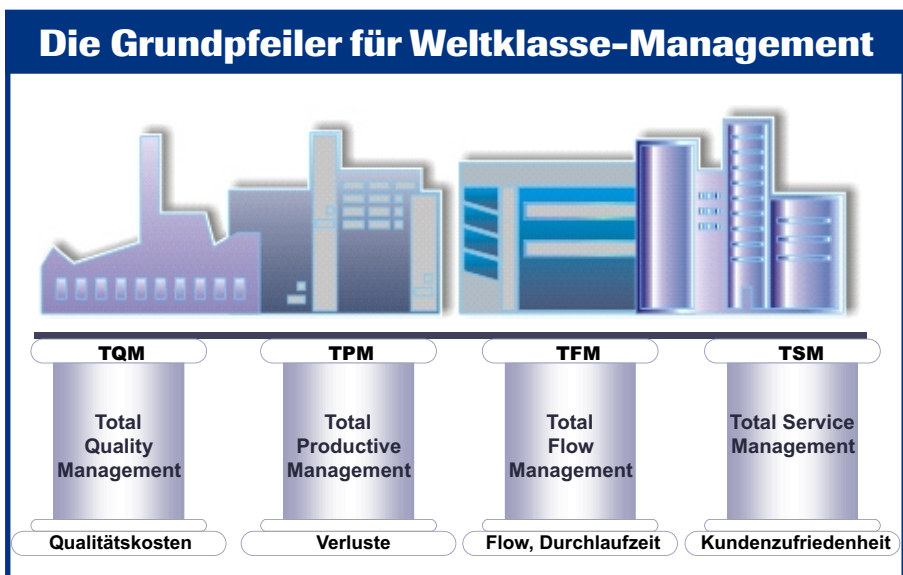 Die Grundpfeiler für Weltklasse-Management
TQM
TPM
TFM
TSM
Total
Quality
Management
Total
Productive
Management
Total
Flow
Management
Total Service
Management
Qualitätskosten
Verluste
Flow, Durchlaufzeit
Kundenzufriedenheit